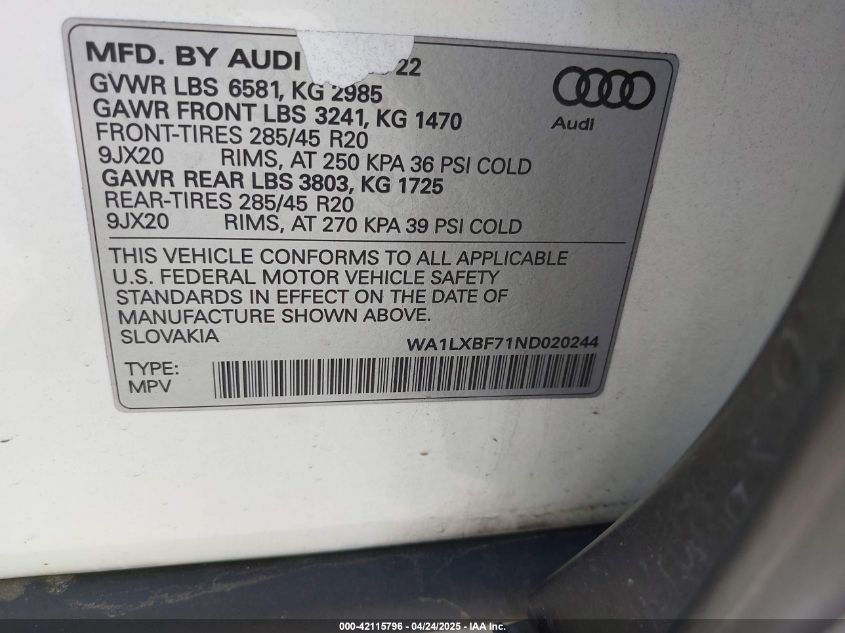 MFD. BY AUDI 22
GVWR LBS 6581, KG 2985
GAWR FRONT LBS 3241, KG 1470
FRONT-TIRES 285/45 R20
9JX20 RIMS, AT 250 KPA 36 PSI COLD
GAWR REAR LBS 3803, KG 1725
REAR-TIRES 285/45 R20
9JX20 RIMS, AT 270 KPA 39 PSI COLD
Audi
THIS VEHICLE CONFORMS TO ALL APPLICABLE
U.S. FEDERAL MOTOR VEHICLE SAFETY
STANDARDS IN EFFECT ON THE DATE OF
MANUFACTURE SHOWN ABOVE.
SLOVAKIA WA1LXBF71ND020244
TYPE:
MPV
000-42115796 - 04/24/2025 - IAA Inc.